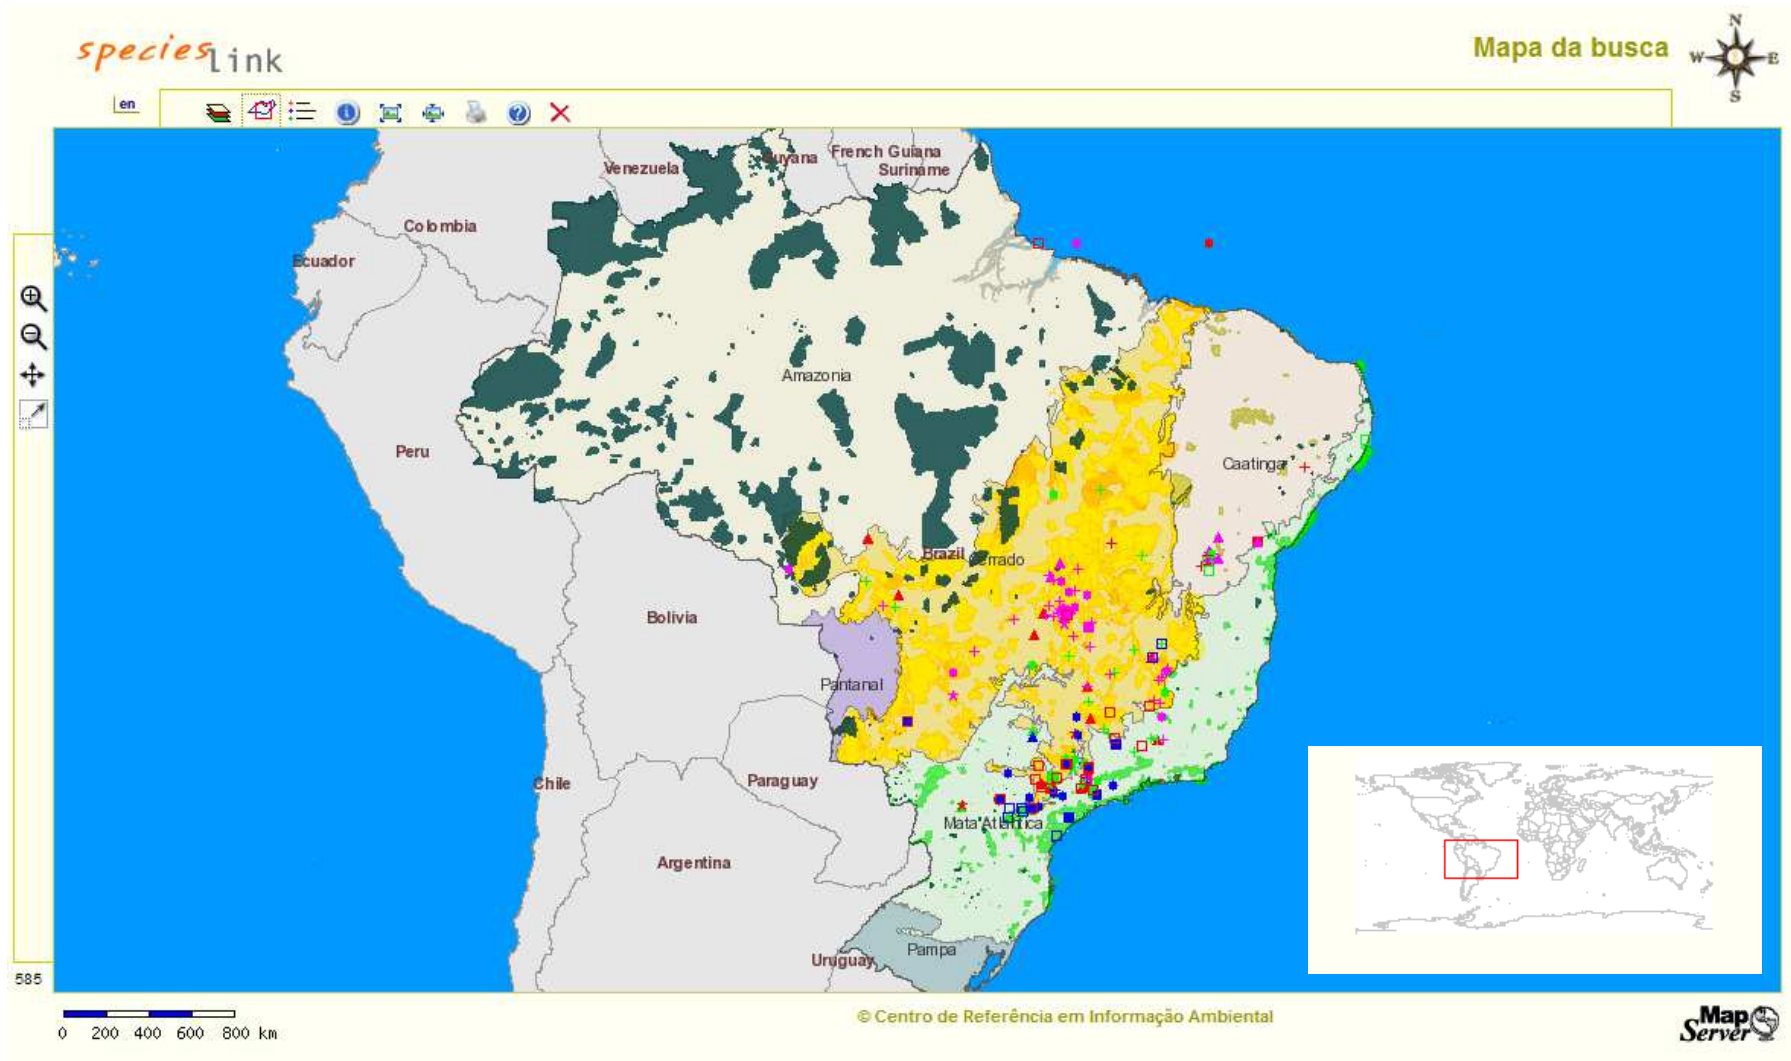 species link
Mapa da busca
N
W E
S
en
Venezuela
Guyana
French Guiana
Suriname
Colombia
Ecuador
Amazonia
Peru
Caatinga
Brazil
Cerrado
Bolivia
Pantanal
Chile
Paraguay
Mata Atlantica
Argentina
Pampa
Uruguay
585
0 200 400 600 800 km
© Centro de Referência em Informação Ambiental
Map
Server